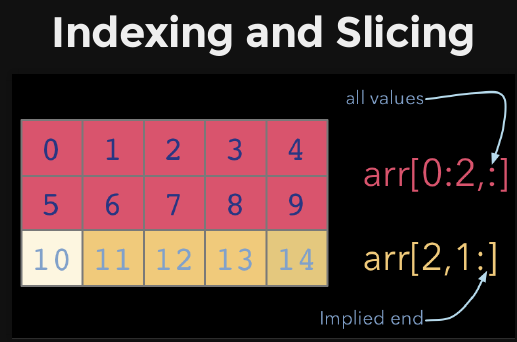 Indexing and Slicing
all values
0 1 2 3 4
arr[0:2,:]
5 6 7 8 9
10 11 12 13 14
arr[2,1:]
Implied end